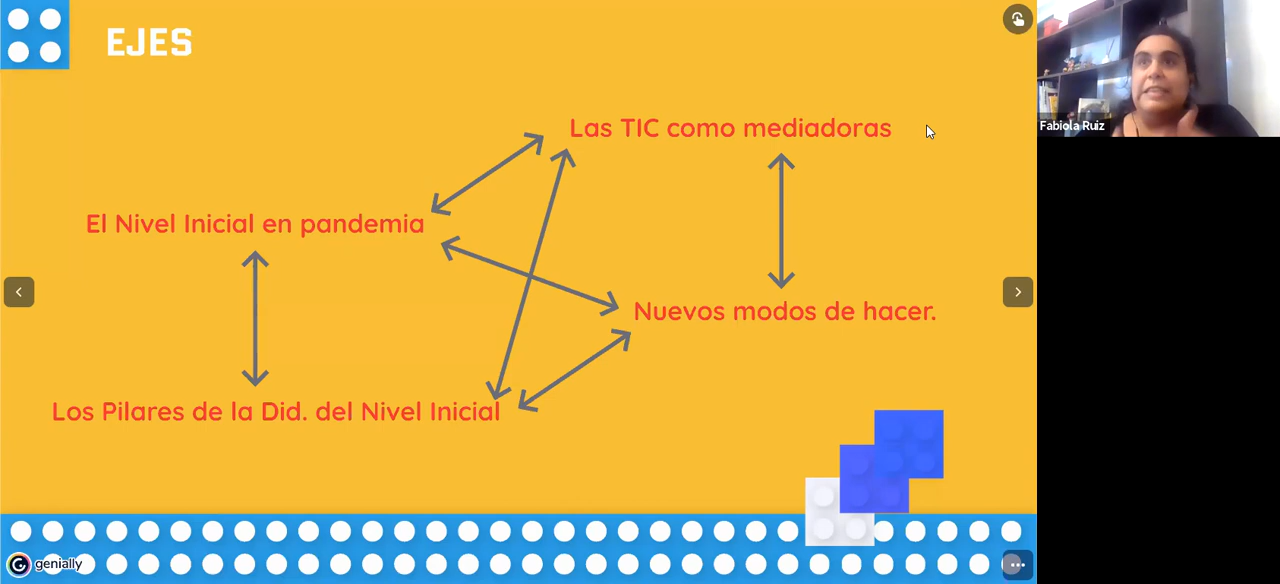 EJES
Las TIC como mediadoras
El Nivel Inicial en pandemia
Nuevos modos de hacer.
Los Pilares de la Did. del Nivel Inicial
Fabiola Ruiz
genially